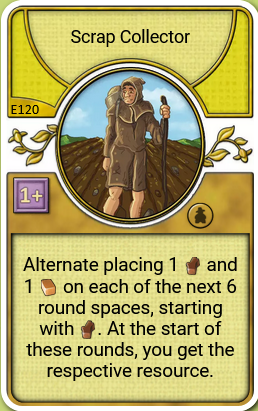 Scrap Collector
E120
1+
Alternate placing 1 and
1 on each of the next 6
round spaces, starting
with . At the start of
these rounds, you get the
respective resource.